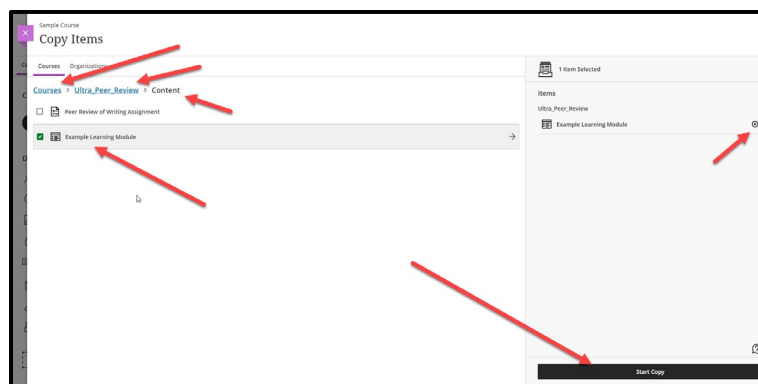 Sample Course
Copy Items
Courses Organizations
Courses > Ultra_Peer_Review > Content
Peer Review of Writing Assignment
Example Learning Module
1 Item Selected
Items
Ultra_Peer_Review
Example Learning Module
Start Copy